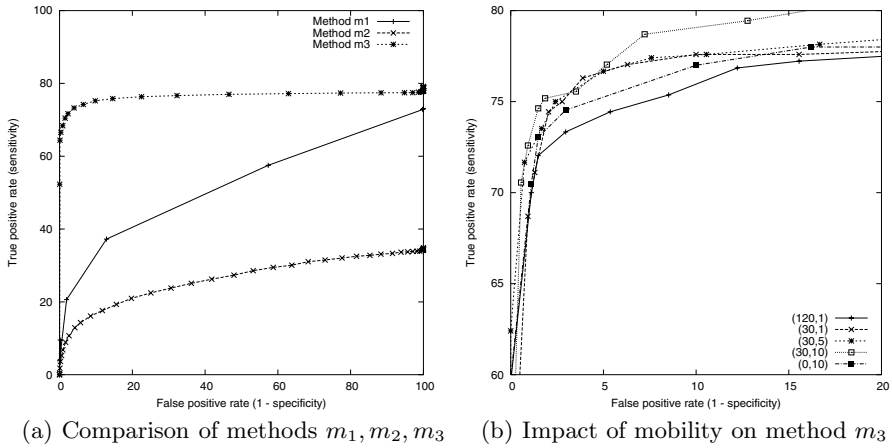 100
80
60
40
20
0
0 20 40 60 80 100
True positive rate (sensitivity)
False positive rate (1 - specificity)
Method m1
Method m2
Method m3
(a) Comparison of methods m₁, m₂, m₃
80
75
70
65
60
0 5 10 15 20
True positive rate (sensitivity)
False positive rate (1 - specificity)
(120,1)
(30,1)
(30,5)
(30,10)
(0,10)
(b) Impact of mobility on method m₃